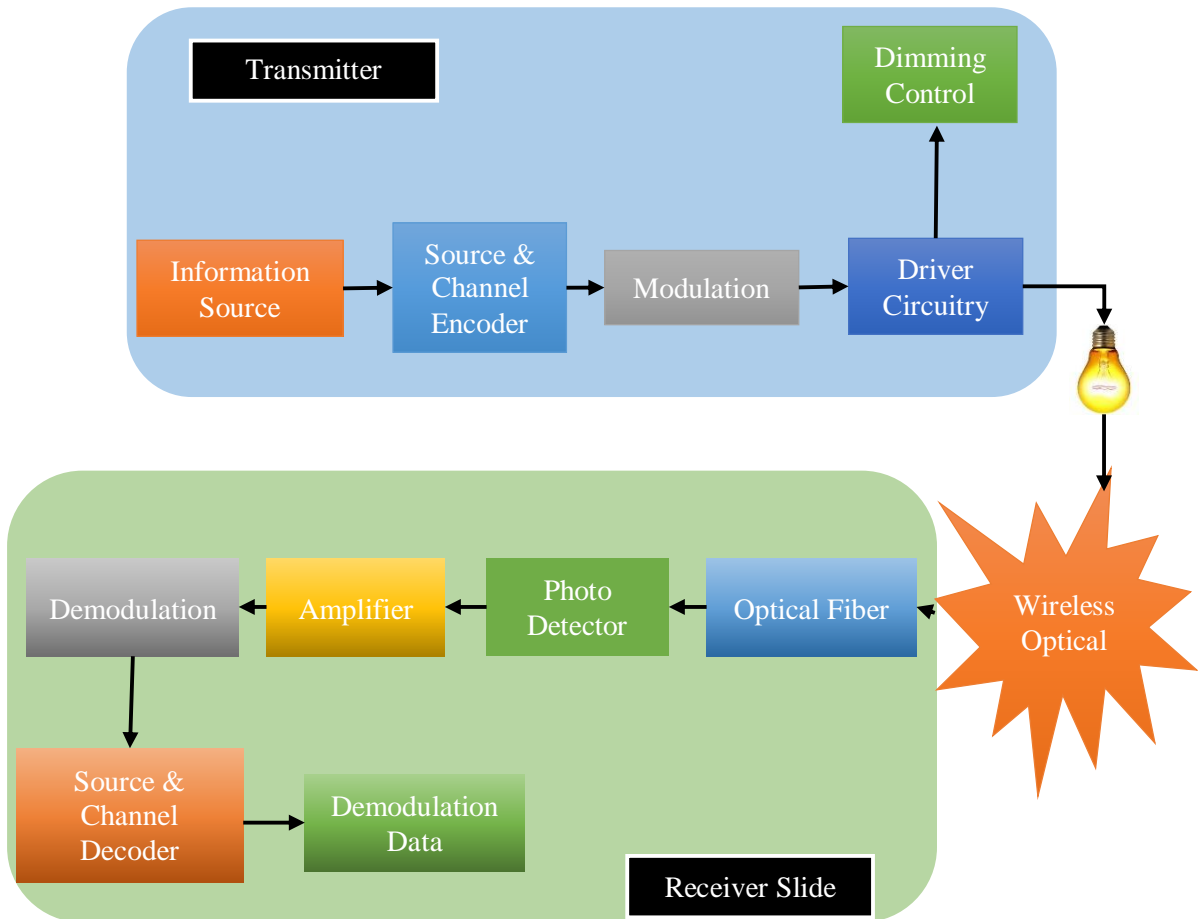 Transmitter
Dimming
Control
Information
Source
Source &
Channel
Encoder
Modulation
Driver
Circuitry
Wireless
Optical
Optical Fiber
Photo
Detector
Amplifier
Demodulation
Source &
Channel
Decoder
Demodulation
Data
Receiver Slide